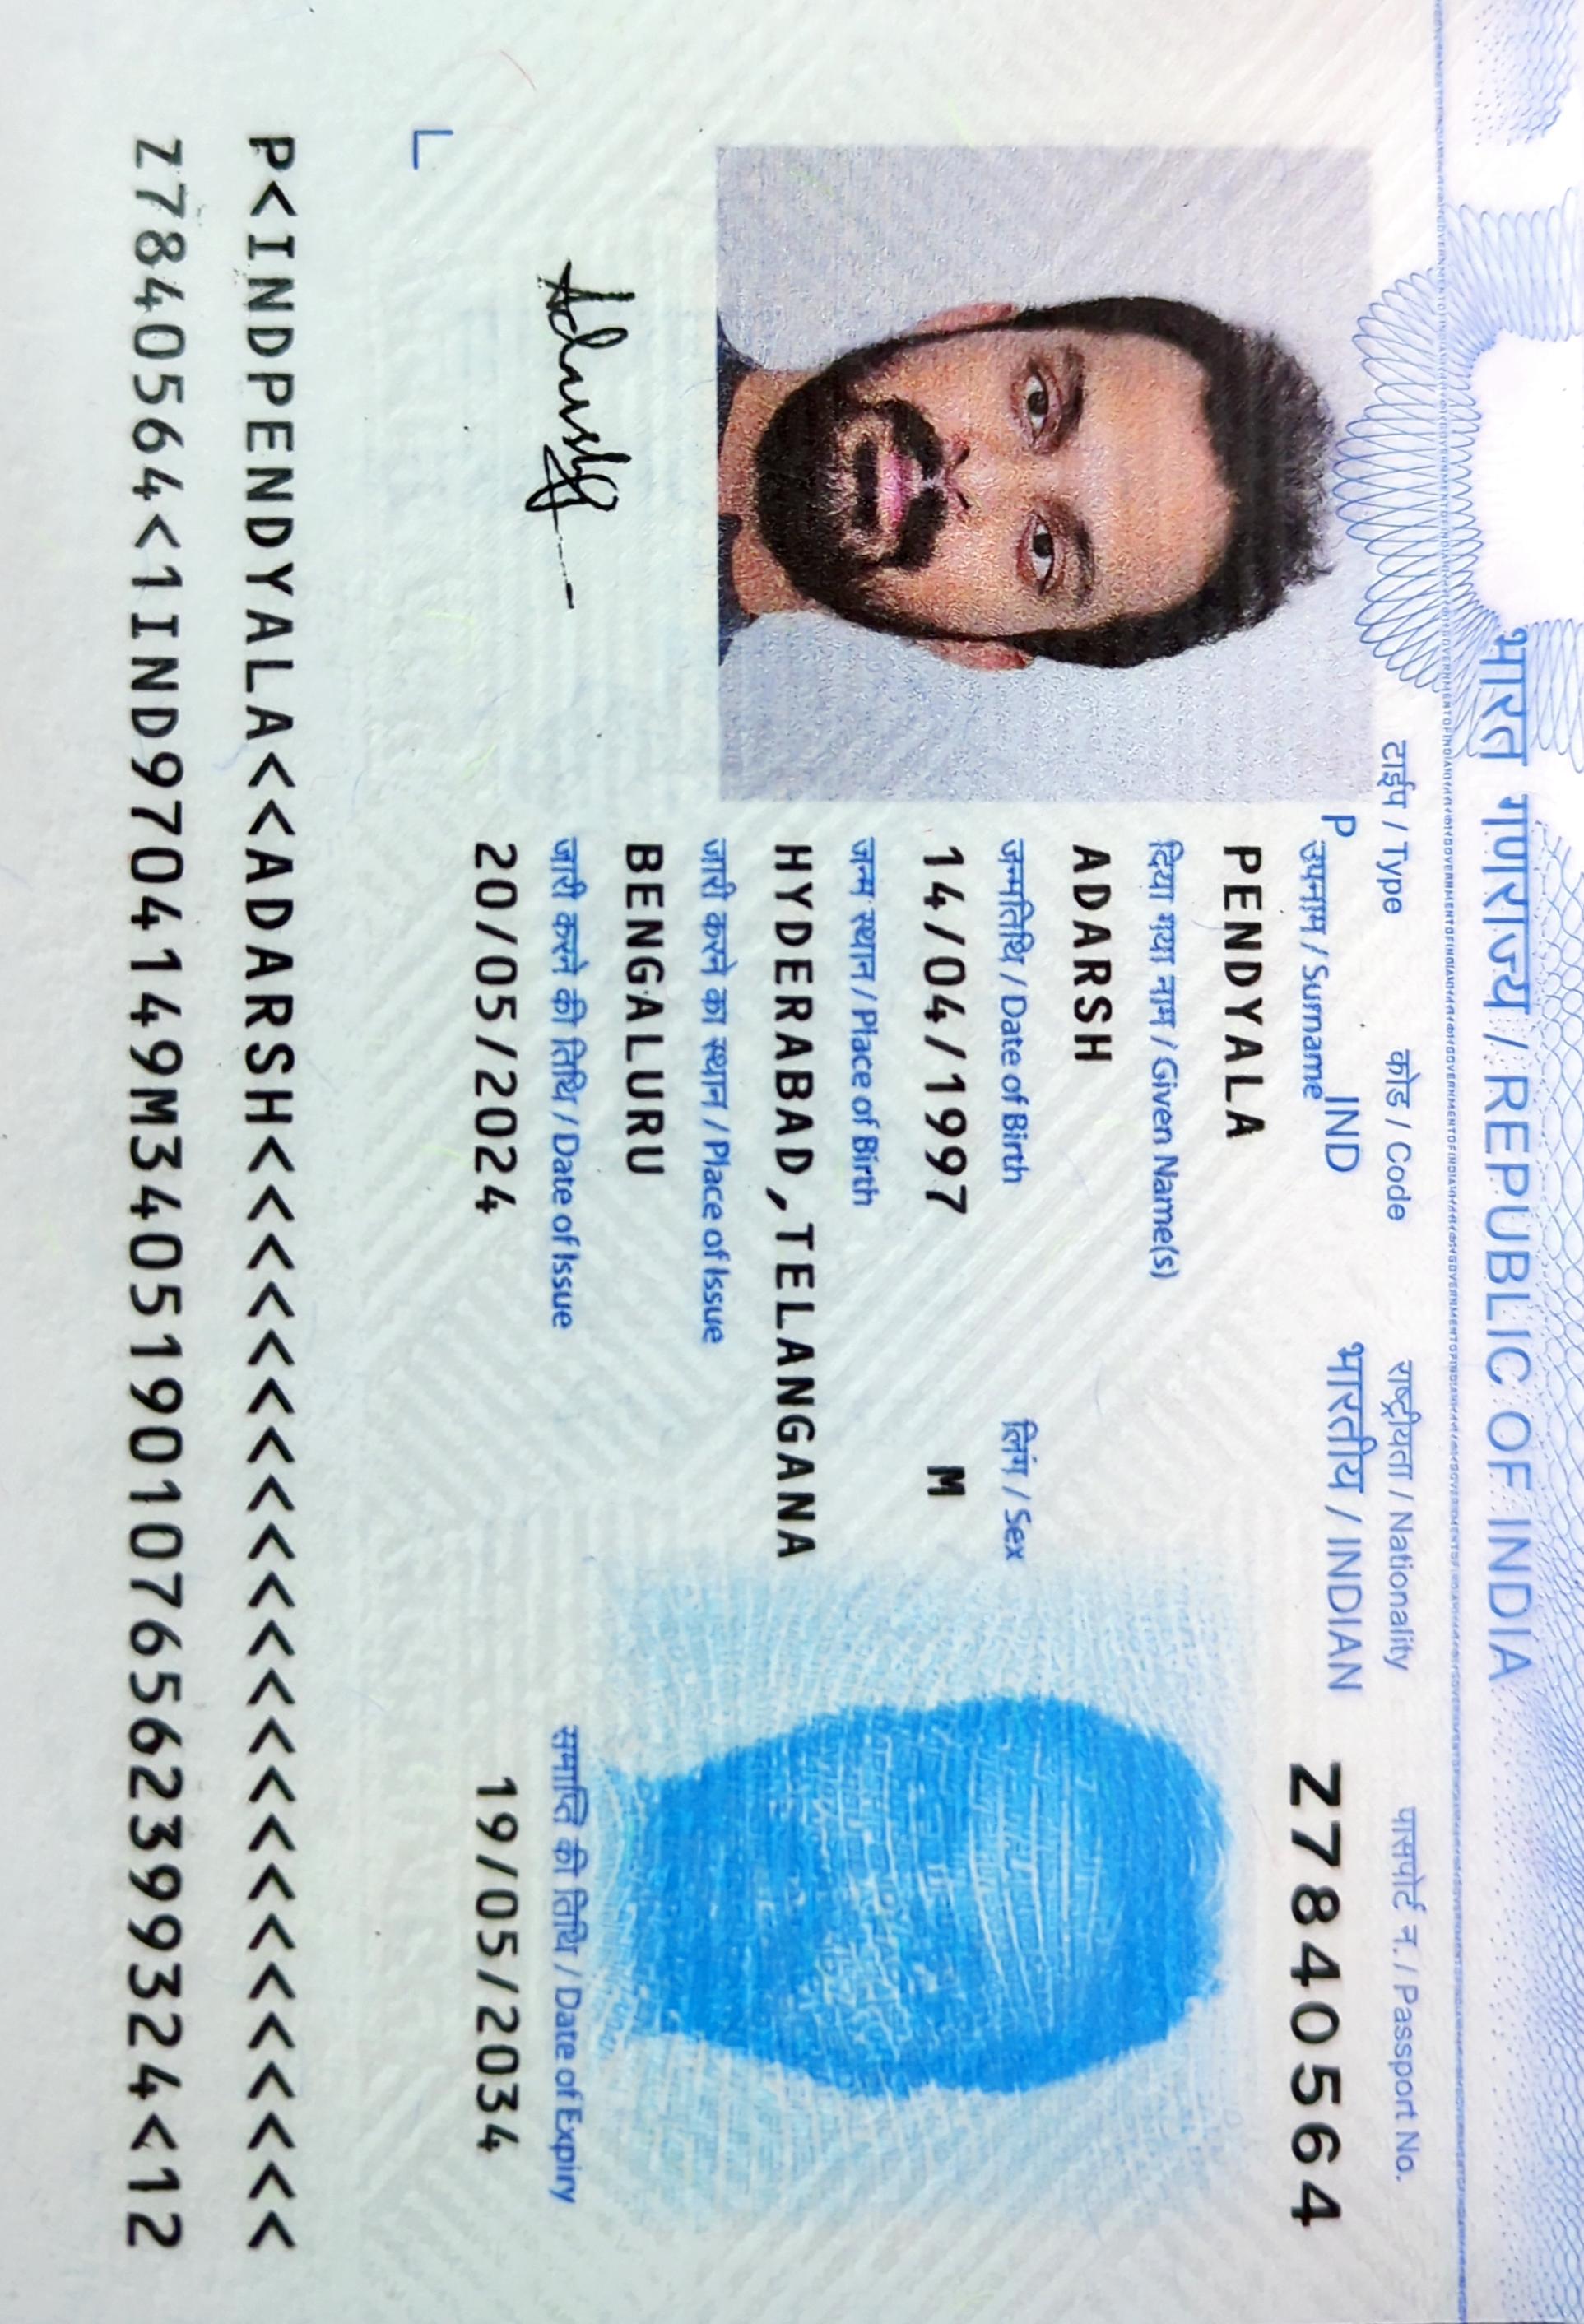 भारत गणराज्य / REPUBLIC OF INDIA
टाईप / Type कोड / Code राष्ट्रीयता / Nationality पासपोर्ट न. / Passport No.
P IND भारतीय / INDIAN Z7840564
उपनाम / Surname
PENDYALA
दिया गया नाम / Given Name(s)
ADARSH
जन्मतिथि / Date of Birth लिंग / Sex
14/04/1997 M
जन्म स्थान / Place of Birth
HYDERABAD,TELANGANA
जारी करने का स्थान / Place of Issue
BENGALURU
जारी करने की तिथि / Date of Issue समाप्ति की तिथि / Date of Expiry
20/05/2024 19/05/2034
Adarsh
L
P<INDPENDYALA<<ADARSH<<<<<<<<<<<<<<<<<<<<<<<
Z7840564<1IND9704149M34051901076562399324<12